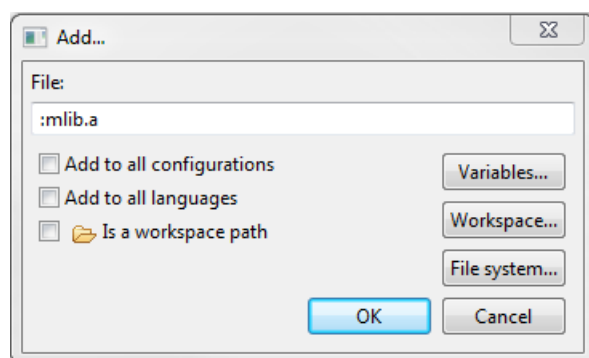 Add...
File:
:mlib.a
Add to all configurations
Variables...
Add to all languages
Workspace...
Is a workspace path
File system...
OK
Cancel